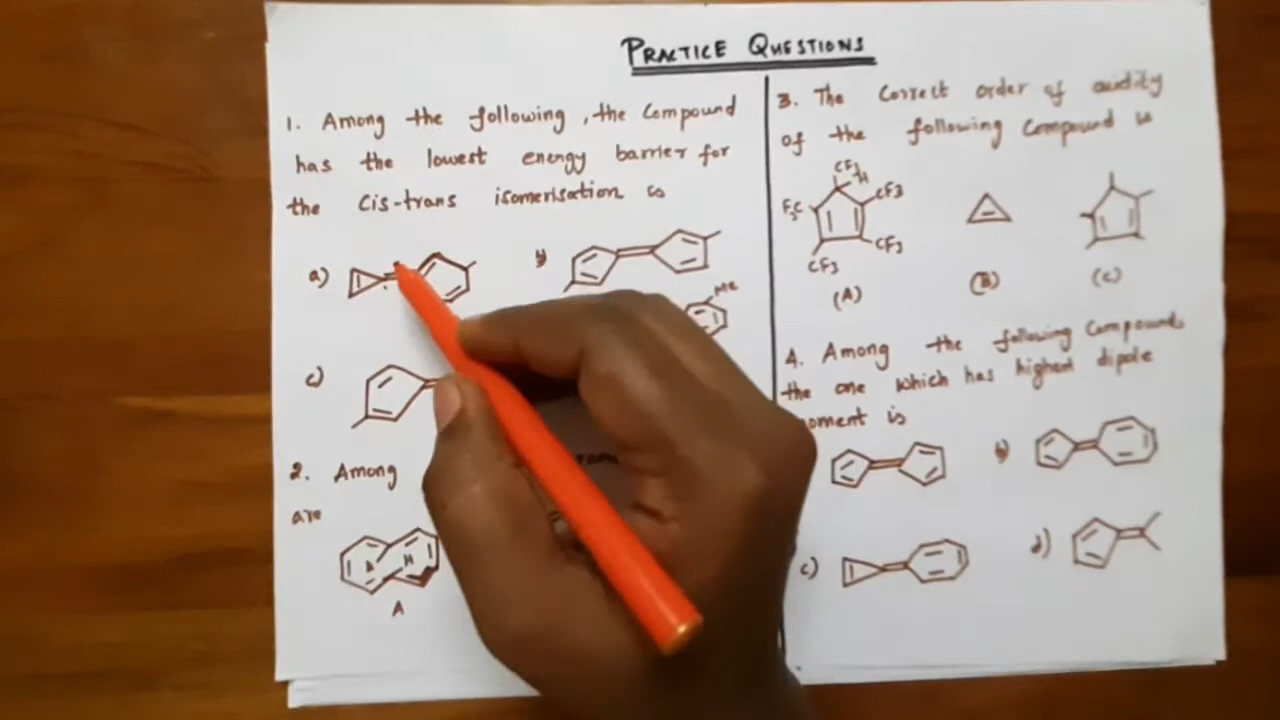 PRACTICE QUESTIONS
1. Among the following, the compound
has the lowest energy barrier for
the cis-trans isomerisation is
a)
b)
Me
c)
2. Among
are
A
H
A
3. The correct order of acidity
of the following compound is
CF3
H
F3C
CF3
CF3
CF3
(A)
(B)
(C)
4. Among the following compounds
the one which has highest dipole
moment is
b)
c)
d)